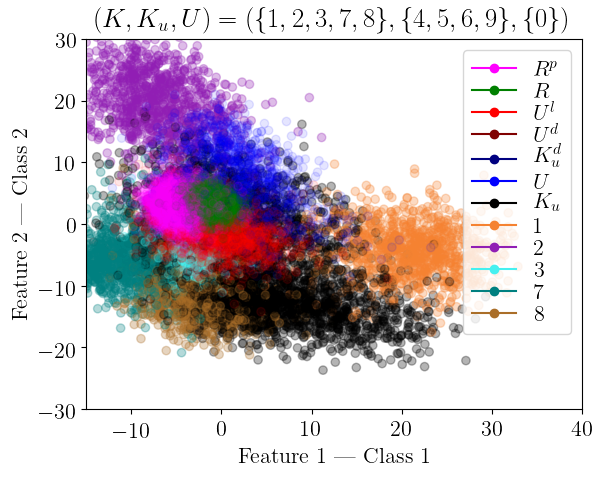 (K, K_u, U) = ({1, 2, 3, 7, 8}, {4, 5, 6, 9}, {0})
30
20
10
0
−10
−20
−30
−10
0
10
20
30
40
Feature 2 — Class 2
Feature 1 — Class 1
R^p
R
U^l
U^d
K_u^d
U
K_u
1
2
3
7
8